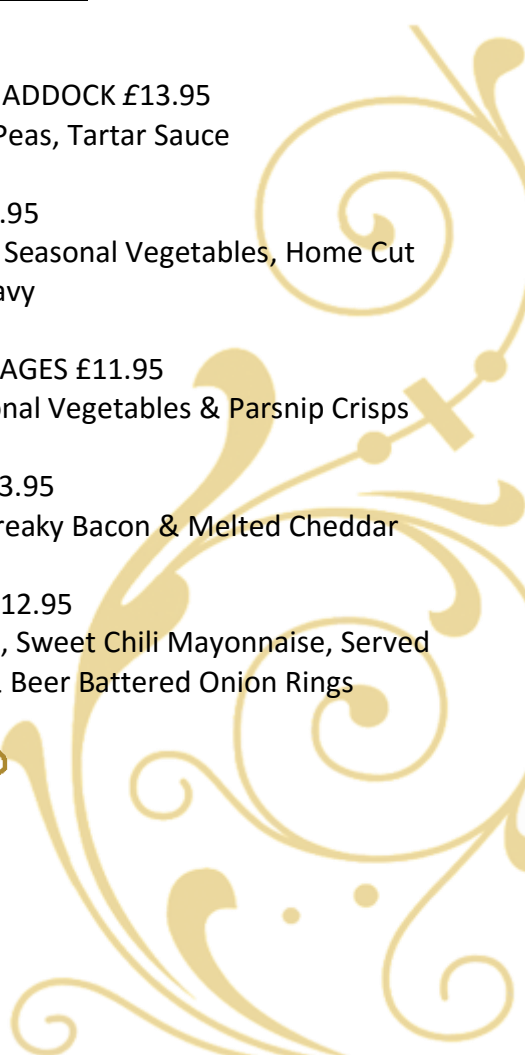 ADDOCK £13.95
Peas, Tartar Sauce
.95
Seasonal Vegetables, Home Cut
avy
AGES £11.95
onal Vegetables & Parsnip Crisps
3.95
reaky Bacon & Melted Cheddar
12.95
, Sweet Chili Mayonnaise, Served
Beer Battered Onion Rings